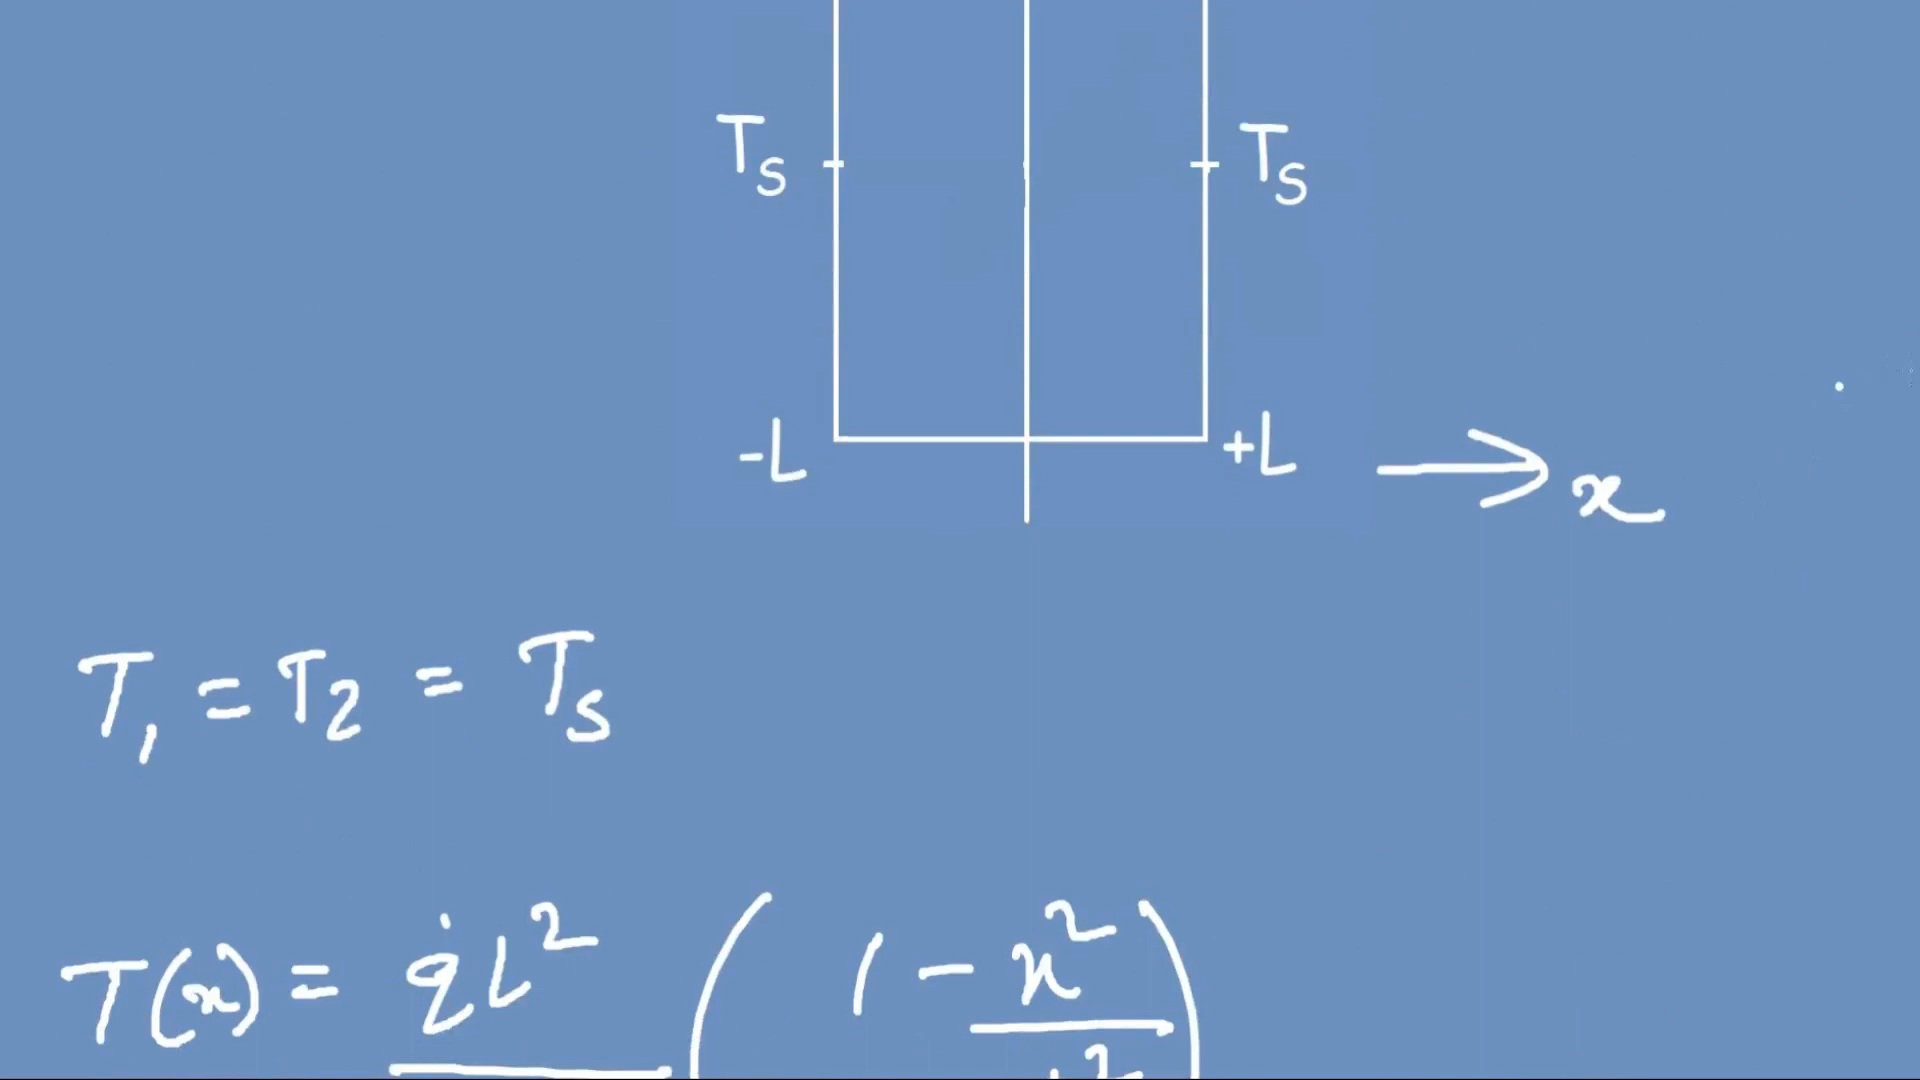 Ts Ts
-L +L x
T1 = T2 = Ts
T(x) = q̇L² ( 1 - x² )